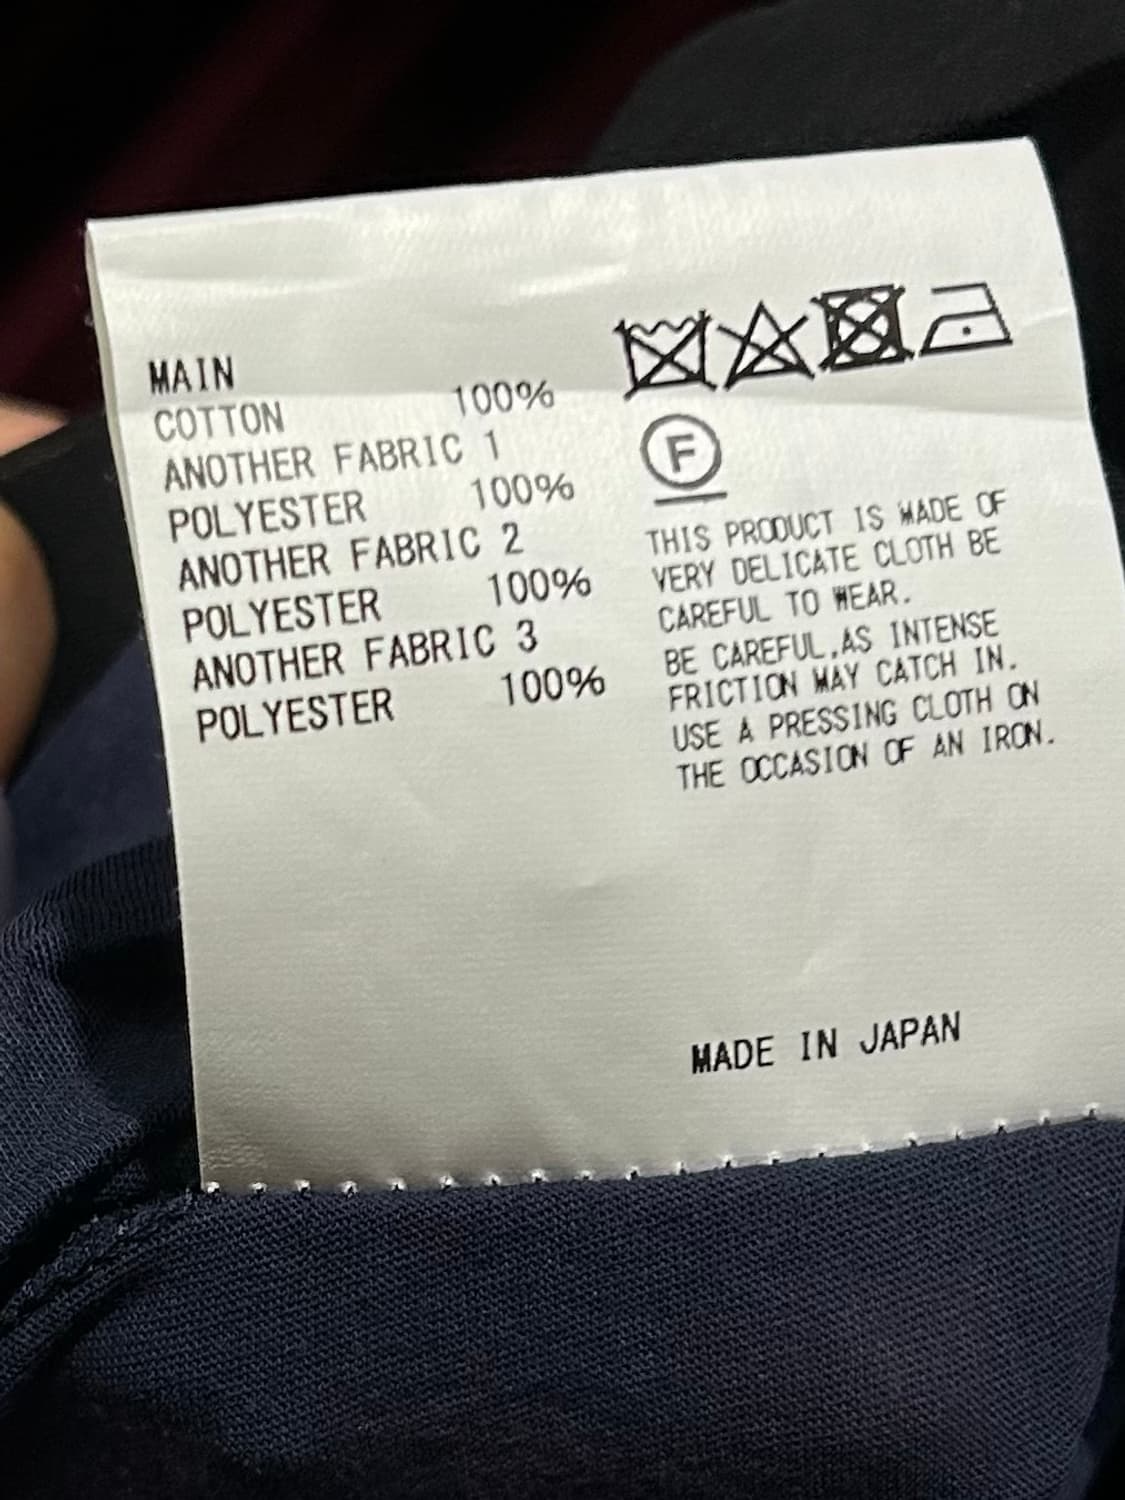 MAIN
COTTON 100%
ANOTHER FABRIC 1
POLYESTER 100%
ANOTHER FABRIC 2
POLYESTER 100%
ANOTHER FABRIC 3
POLYESTER 100%
F
THIS PRODUCT IS MADE OF
VERY DELICATE CLOTH BE
CAREFUL TO WEAR.
BE CAREFUL,AS INTENSE
FRICTION MAY CATCH IN.
USE A PRESSING CLOTH ON
THE OCCASION OF AN IRON.
MADE IN JAPAN